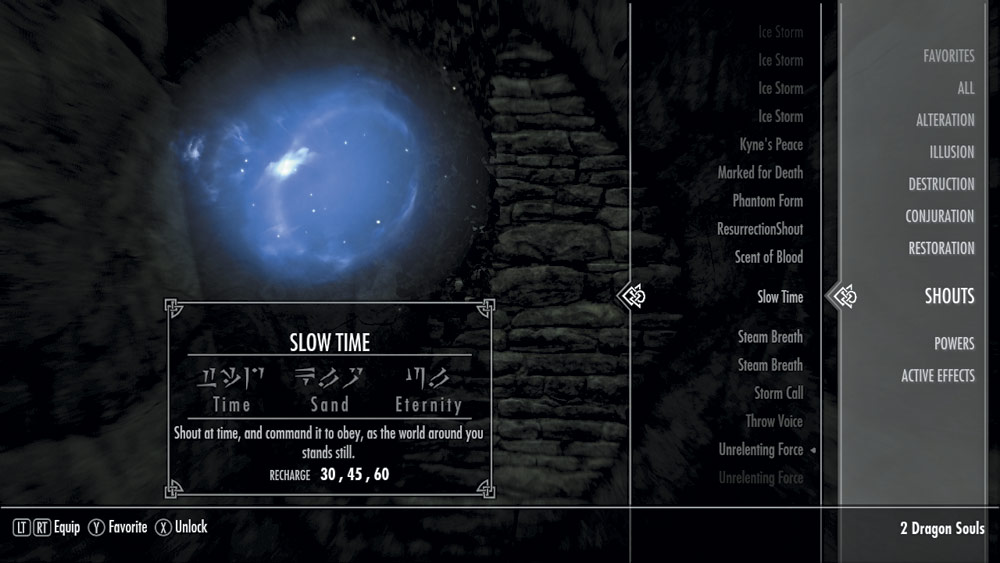 Ice Storm
Ice Storm
Ice Storm
Ice Storm
Kyne's Peace
Marked for Death
Phantom Form
ResurrectionShout
Scent of Blood
Slow Time
Steam Breath
Steam Breath
Storm Call
Throw Voice
Unrelenting Force
Unrelenting Force
FAVORITES
ALL
ALTERATION
ILLUSION
DESTRUCTION
CONJURATION
RESTORATION
SHOUTS
POWERS
ACTIVE EFFECTS
SLOW TIME
Time Sand Eternity
Shout at time, and command it to obey, as the world around you
stands still.
RECHARGE 30 , 45 , 60
LT RT Equip Y Favorite X Unlock
2 Dragon Souls